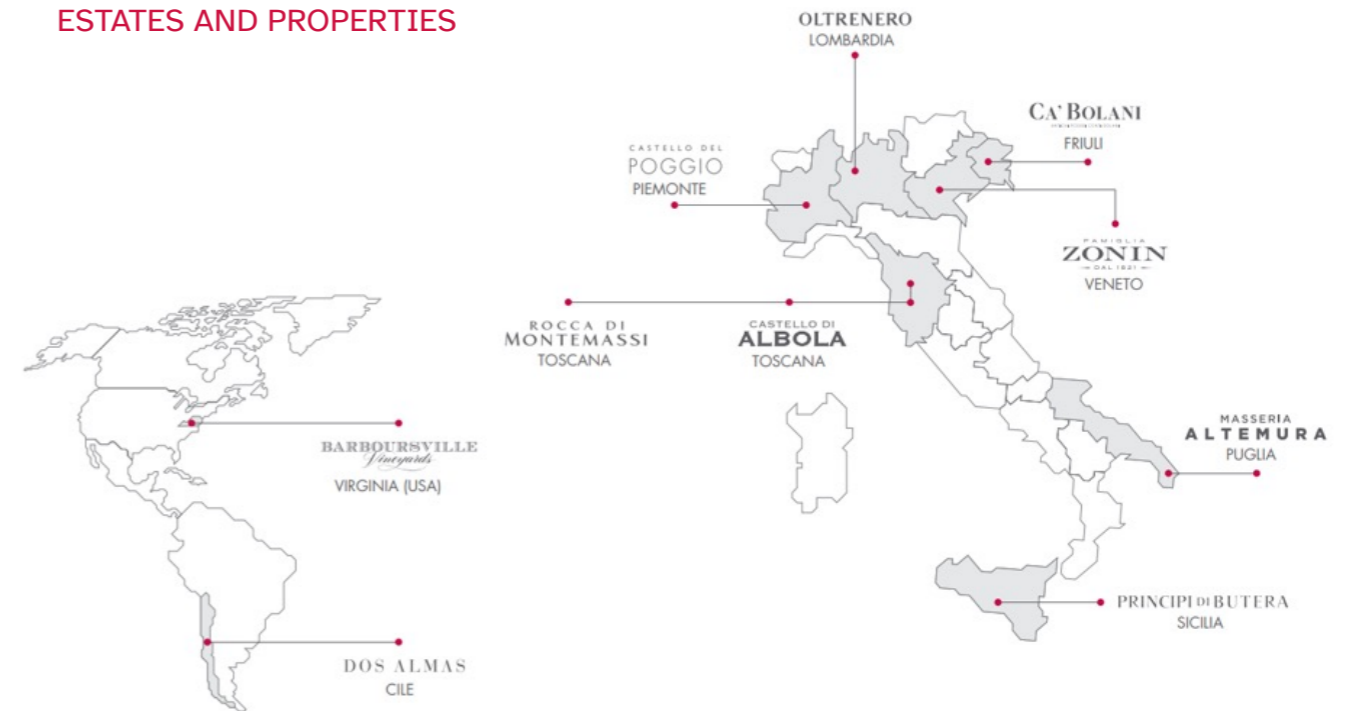 ESTATES AND PROPERTIES
OLTRENERO
LOMBARDIA
CA' BOLANI
FRIULI
CASTELLO DEL
POGGIO
PIEMONTE
FAMIGLIA
ZONIN
DAL 1821
VENETO
ROCCA DI
MONTEMASSI
TOSCANA
CASTELLO DI
ALBOLA
TOSCANA
MASSERIA
ALTEMURA
PUGLIA
BARBOURSVILLE
Vineyards
VIRGINIA (USA)
PRINCIPI DI BUTERA
SICILIA
DOS ALMAS
CILE